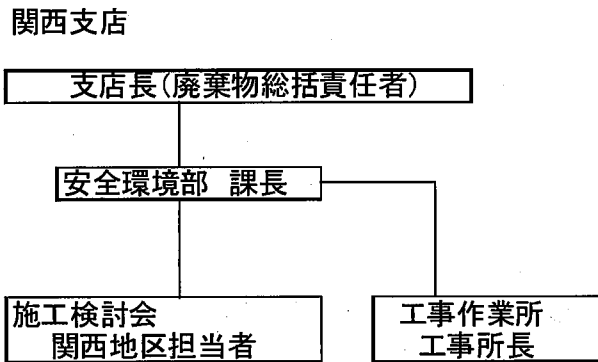 関西支店
支店長(廃棄物総括責任者)
安全環境部 課長
施工検討会
関西地区担当者
工事作業所
工事所長